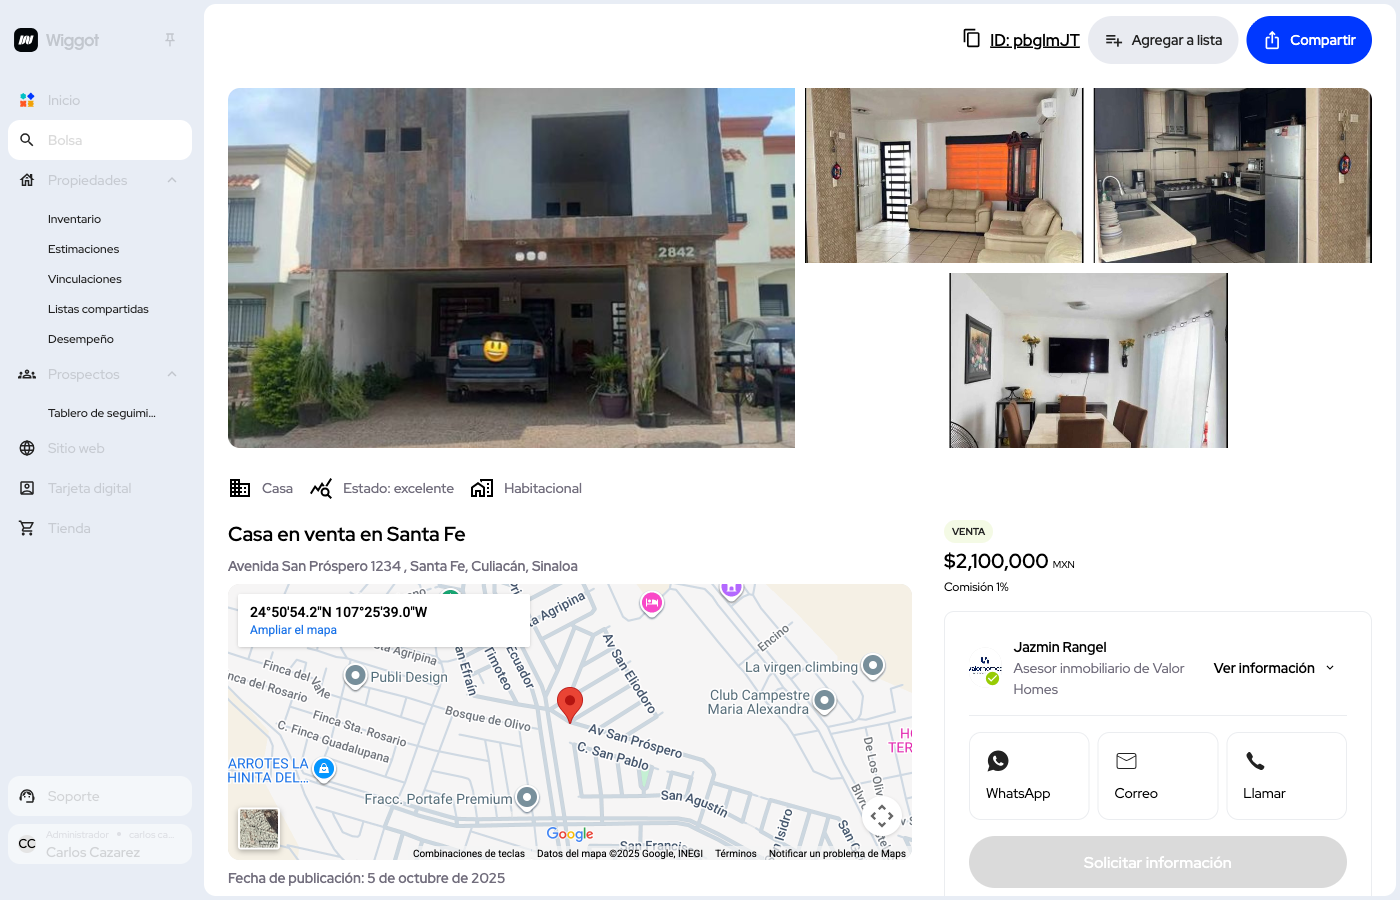 Wiggot
Inicio
Bolsa
Propiedades
Inventario
Estimaciones
Vinculaciones
Listas compartidas
Desempeño
Prospectos
Tablero de seguimi...
Sitio web
Tarjeta digital
Tienda
Soporte
CC
Administrador • carlos ca...
Carlos Cazarez
ID: pbglmJT
Agregar a lista
Compartir
2842
Casa
Estado: excelente
Habitacional
Casa en venta en Santa Fe
Avenida San Próspero 1234 , Santa Fe, Culiacán, Sinaloa
24°50'54.2"N 107°25'39.0"W
Ampliar el mapa
Agripina
sta Agripina
an Efrain
Timoteo
Ecuador
Av San Eliodoro
Encino
La virgen climbing
Club Campestre
Maria Alexandra
Publi Design
Finca del Valle
nca del Rosario
Finca Sta. Rosario
C. Finca Guadalupana
Bosque de Olivo
Av San Próspero
C. San Pablo
HO
TER
De Los Oliv
ARROTES LA
HINITA DEL...
Fracc. Portafe Premium
San Agustín
Isidro
Google
Combinaciones de teclas
Datos del mapa ©2025 Google, INEGI
Términos
Notificar un problema de Maps
Fecha de publicación: 5 de octubre de 2025
VENTA
$2,100,000 MXN
Comisión 1%
Jazmin Rangel
Asesor inmobiliario de Valor
Homes
Ver información
WhatsApp
Correo
Llamar
Solicitar información